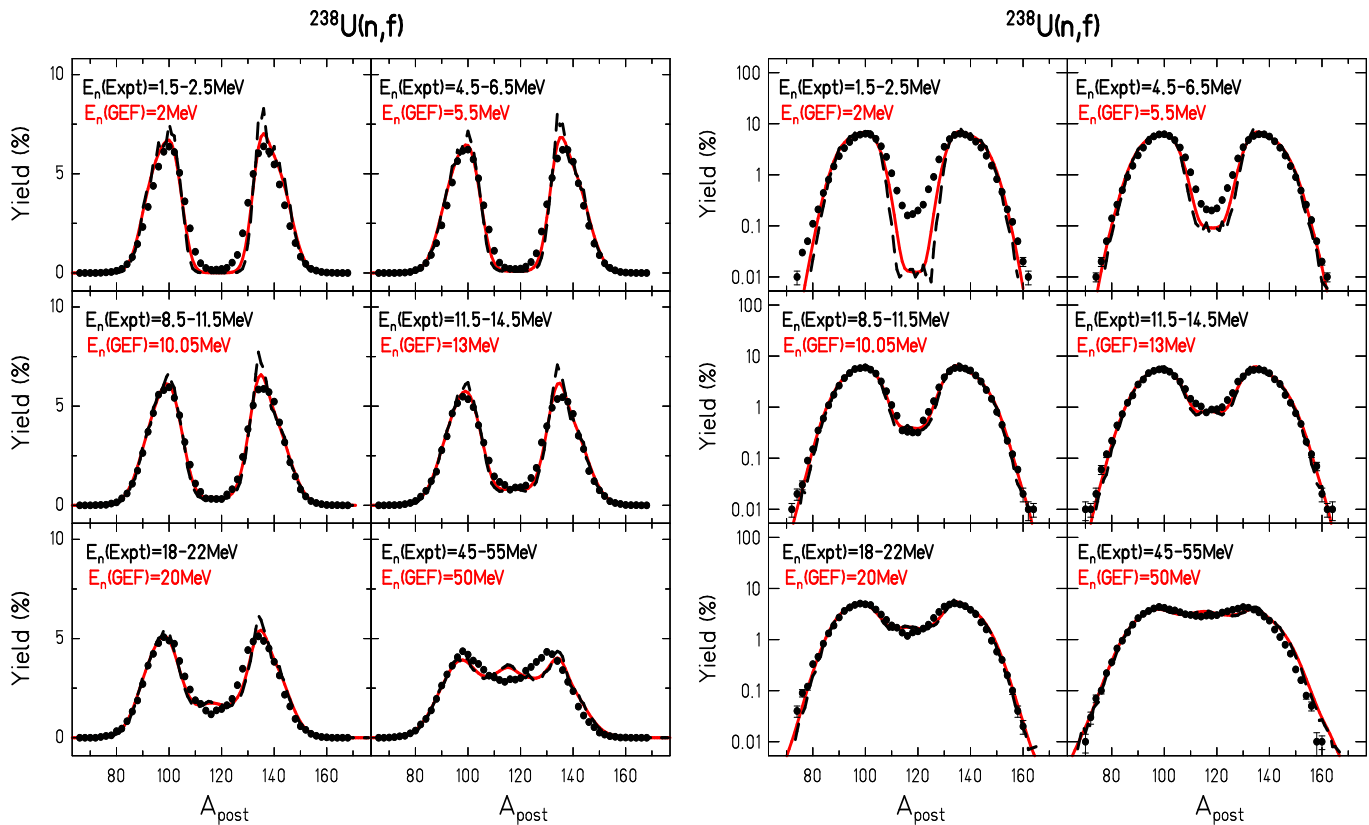 ²³⁸U(n,f)
10
5
0
Yield (%)
Eₙ(Expt)=1.5-2.5MeV
Eₙ(GEF)=2MeV
Eₙ(Expt)=4.5-6.5MeV
Eₙ(GEF)=5.5MeV
10
5
0
Yield (%)
Eₙ(Expt)=8.5-11.5MeV
Eₙ(GEF)=10.05MeV
Eₙ(Expt)=11.5-14.5MeV
Eₙ(GEF)=13MeV
10
5
0
Yield (%)
Eₙ(Expt)=18-22MeV
Eₙ(GEF)=20MeV
Eₙ(Expt)=45-55MeV
Eₙ(GEF)=50MeV
80 100 120 140 160 80 100 120 140 160
A_post A_post
²³⁸U(n,f)
100
10
1
0.1
0.01
Yield (%)
Eₙ(Expt)=1.5-2.5MeV
Eₙ(GEF)=2MeV
Eₙ(Expt)=4.5-6.5MeV
Eₙ(GEF)=5.5MeV
100
10
1
0.1
0.01
Yield (%)
Eₙ(Expt)=8.5-11.5MeV
Eₙ(GEF)=10.05MeV
Eₙ(Expt)=11.5-14.5MeV
Eₙ(GEF)=13MeV
100
10
1
0.1
0.01
Yield (%)
Eₙ(Expt)=18-22MeV
Eₙ(GEF)=20MeV
Eₙ(Expt)=45-55MeV
Eₙ(GEF)=50MeV
80 100 120 140 160 80 100 120 140 160
A_post A_post